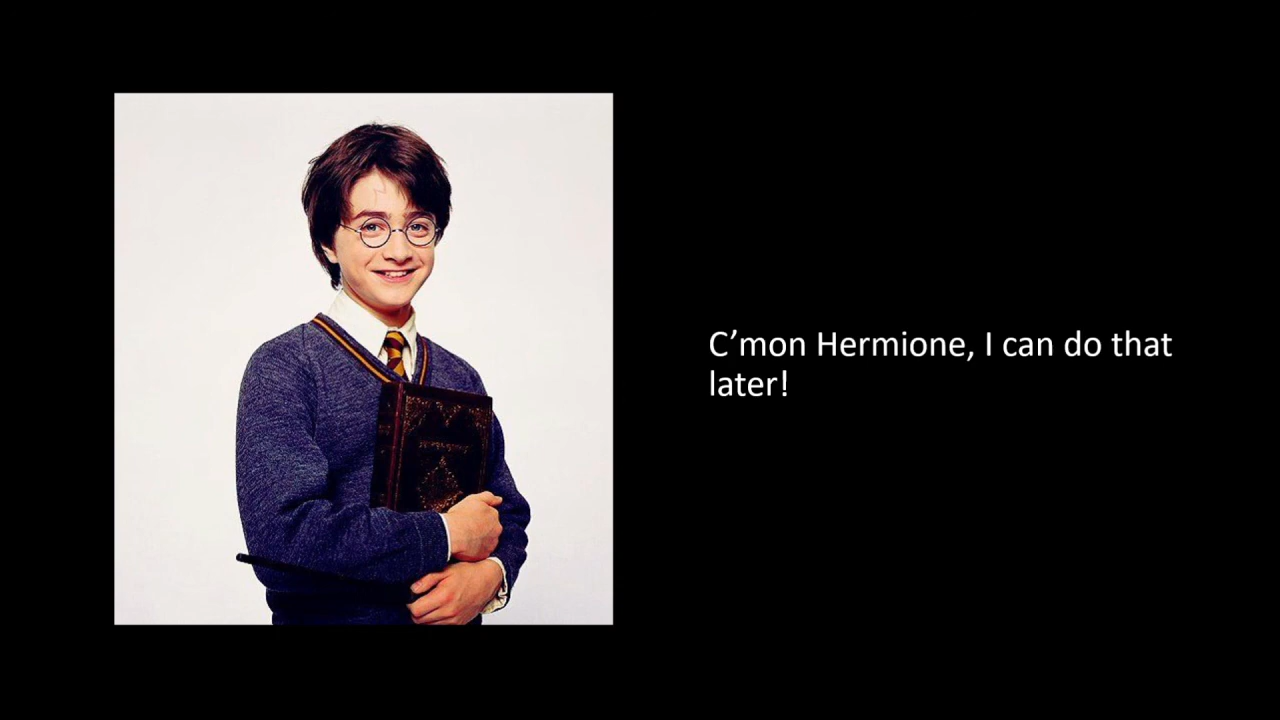 C’mon Hermione, I can do that
later!